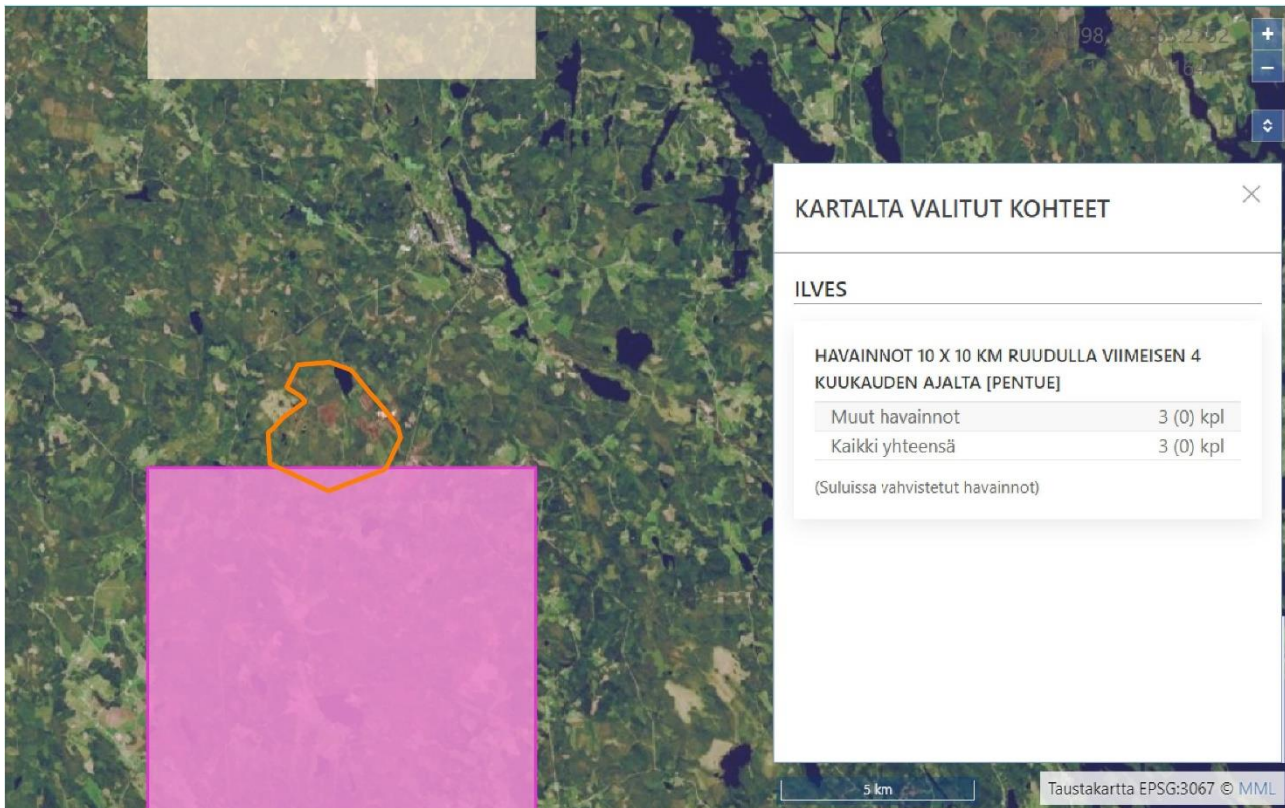 +
−
KARTALTA VALITUT KOHTEET
ILVES
HAVAINNOT 10 X 10 KM RUUDULLA VIIMEISEN 4
KUUKAUDEN AJALTA [PENTUE]
Muut havainnot 3 (0) kpl
Kaikki yhteensä 3 (0) kpl
(Suluissa vahvistetut havainnot)
5 km
Taustakartta EPSG:3067 © MML